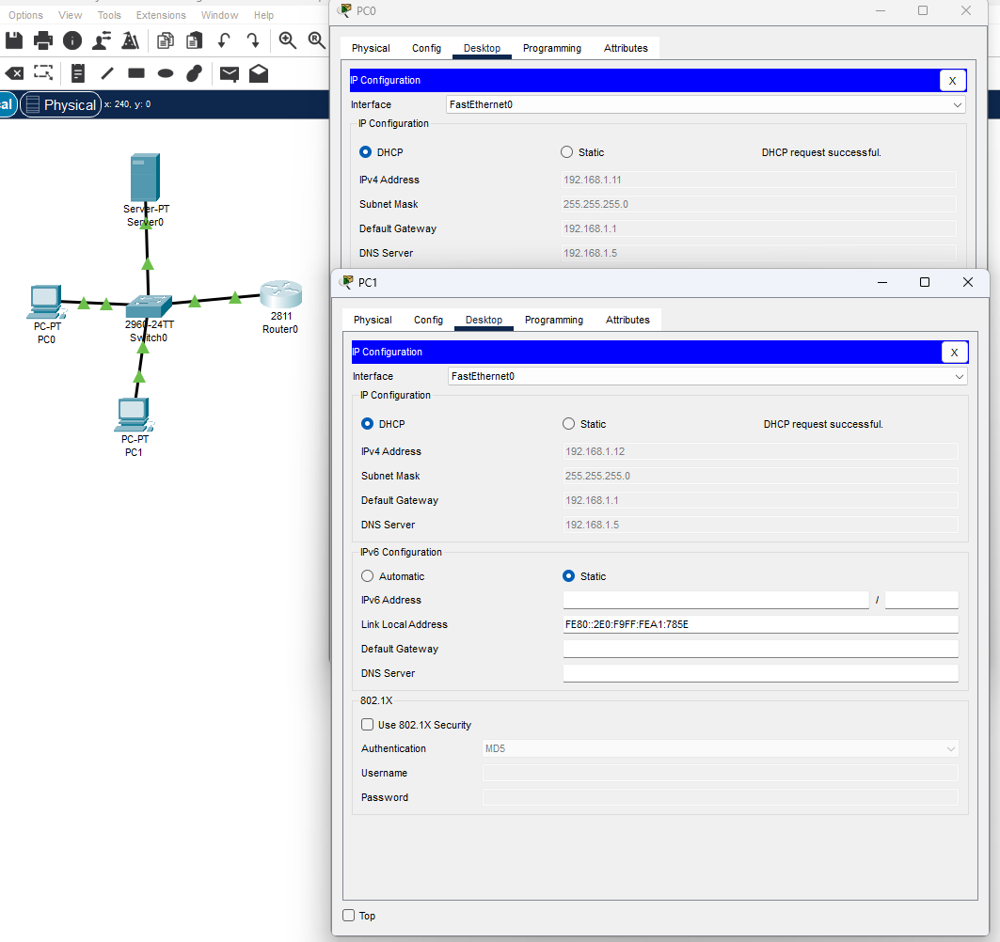 Options View Tools Extensions Window Help
Physical x: 240, y: 0
Server-PT
Server0
PC-PT
PC0
2960-24TT
Switch0
2811
Router0
PC-PT
PC1
PC0
Physical Config Desktop Programming Attributes
IP Configuration X
Interface FastEthernet0
IP Configuration
DHCP Static DHCP request successful.
IPv4 Address 192.168.1.11
Subnet Mask 255.255.255.0
Default Gateway 192.168.1.1
DNS Server 192.168.1.5
PC1
Physical Config Desktop Programming Attributes
IP Configuration X
Interface FastEthernet0
IP Configuration
DHCP Static DHCP request successful.
IPv4 Address 192.168.1.12
Subnet Mask 255.255.255.0
Default Gateway 192.168.1.1
DNS Server 192.168.1.5
IPv6 Configuration
Automatic Static
IPv6 Address /
Link Local Address FE80::2E0:F9FF:FEA1:785E
Default Gateway
DNS Server
802.1X
Use 802.1X Security
Authentication MD5
Username
Password
Top